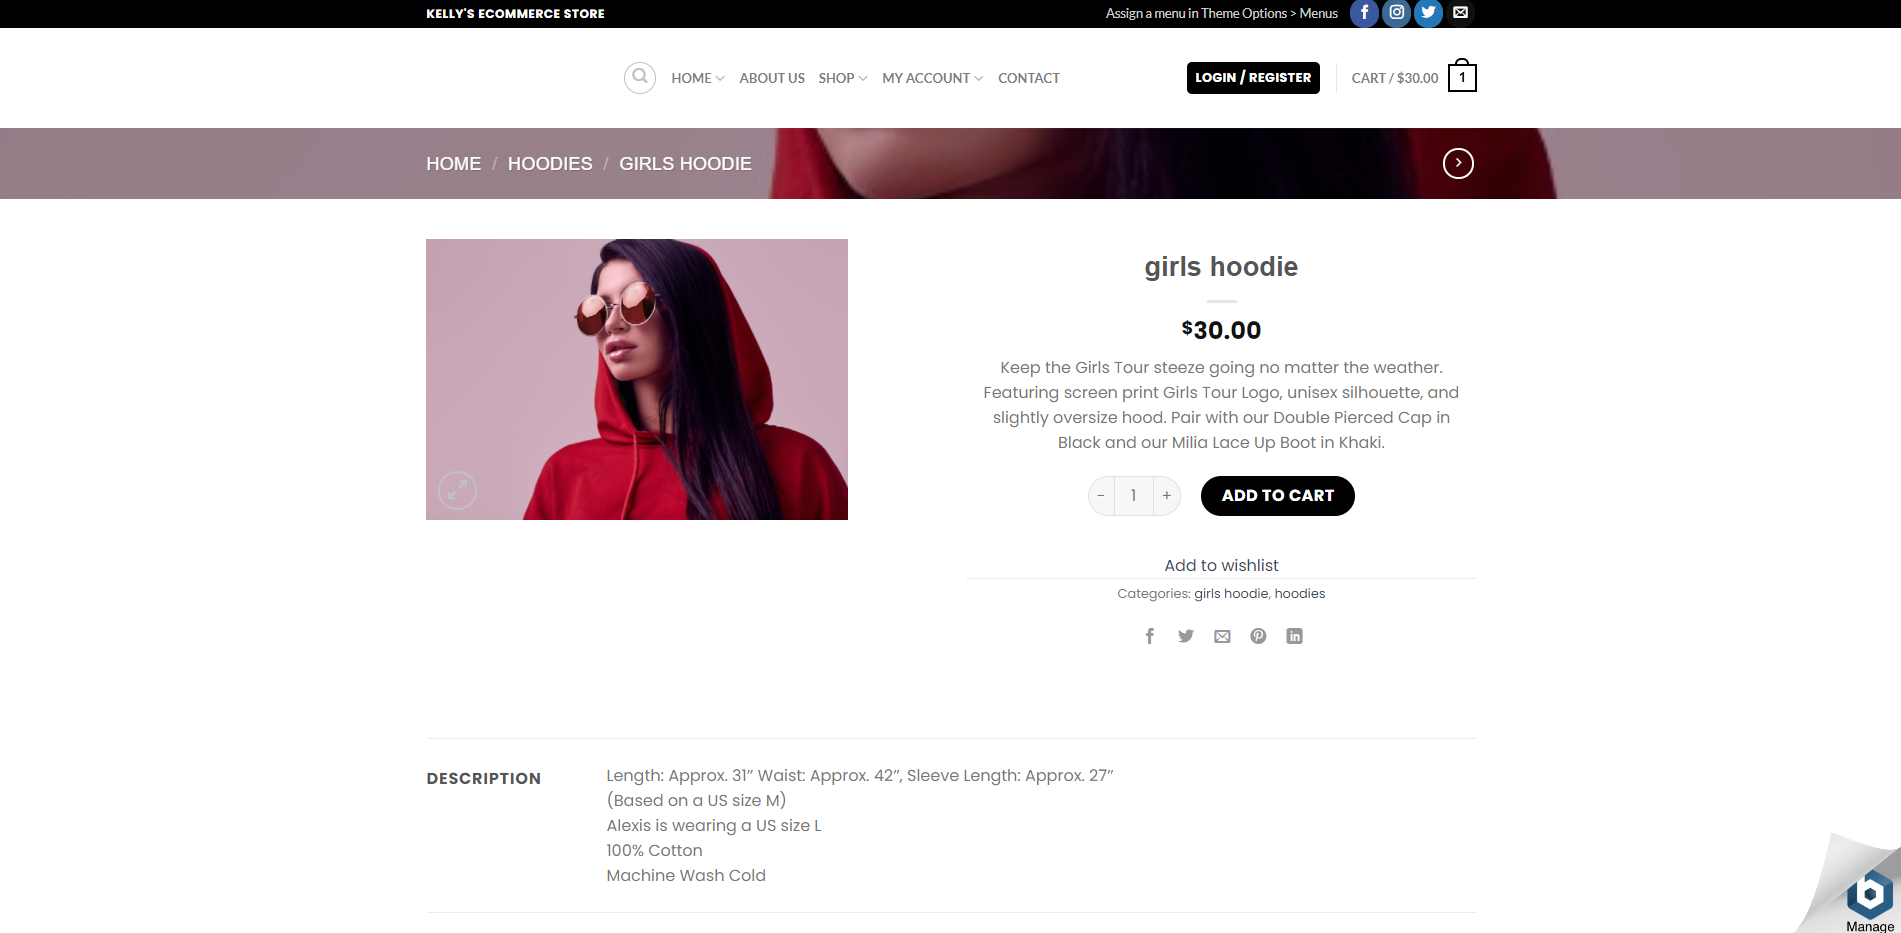 KELLY'S ECOMMERCE STORE
Assign a menu in Theme Options > Menus
HOME
ABOUT US
SHOP
MY ACCOUNT
CONTACT
LOGIN / REGISTER
CART / $30.00
1
HOME / HOODIES / GIRLS HOODIE
girls hoodie
$30.00
Keep the Girls Tour steeze going no matter the weather.
Featuring screen print Girls Tour Logo, unisex silhouette, and
slightly oversize hood. Pair with our Double Pierced Cap in
Black and our Milia Lace Up Boot in Khaki.
- 1 +
ADD TO CART
Add to wishlist
Categories: girls hoodie, hoodies
DESCRIPTION
Length: Approx. 31” Waist: Approx. 42”, Sleeve Length: Approx. 27”
(Based on a US size M)
Alexis is wearing a US size L
100% Cotton
Machine Wash Cold
Manage